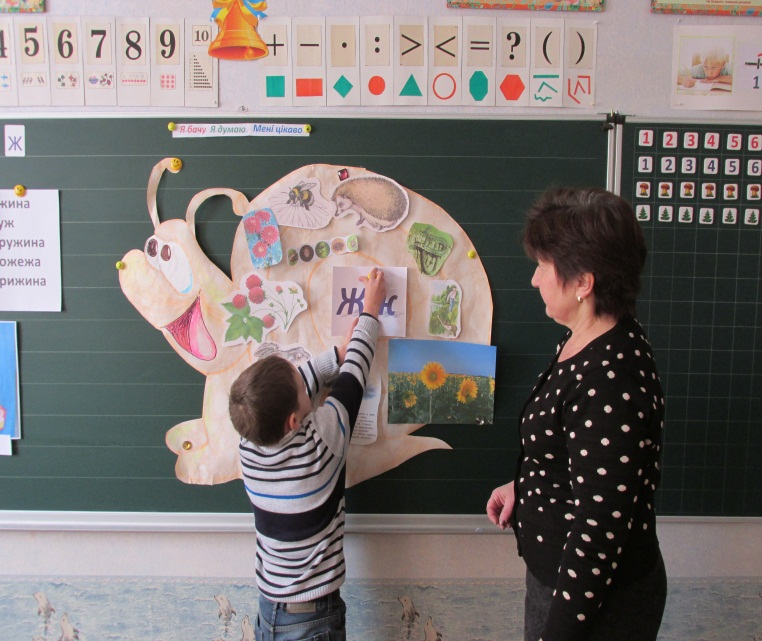 4 5 6 7 8 9 10
+ − · : > < = ? ( )
Я бачу Я думаю Мені цікаво
ж
1 2 3 4 5 6
1 2 3 4 5 6
жина
уж
ружина
ожежа
рижина
Жж